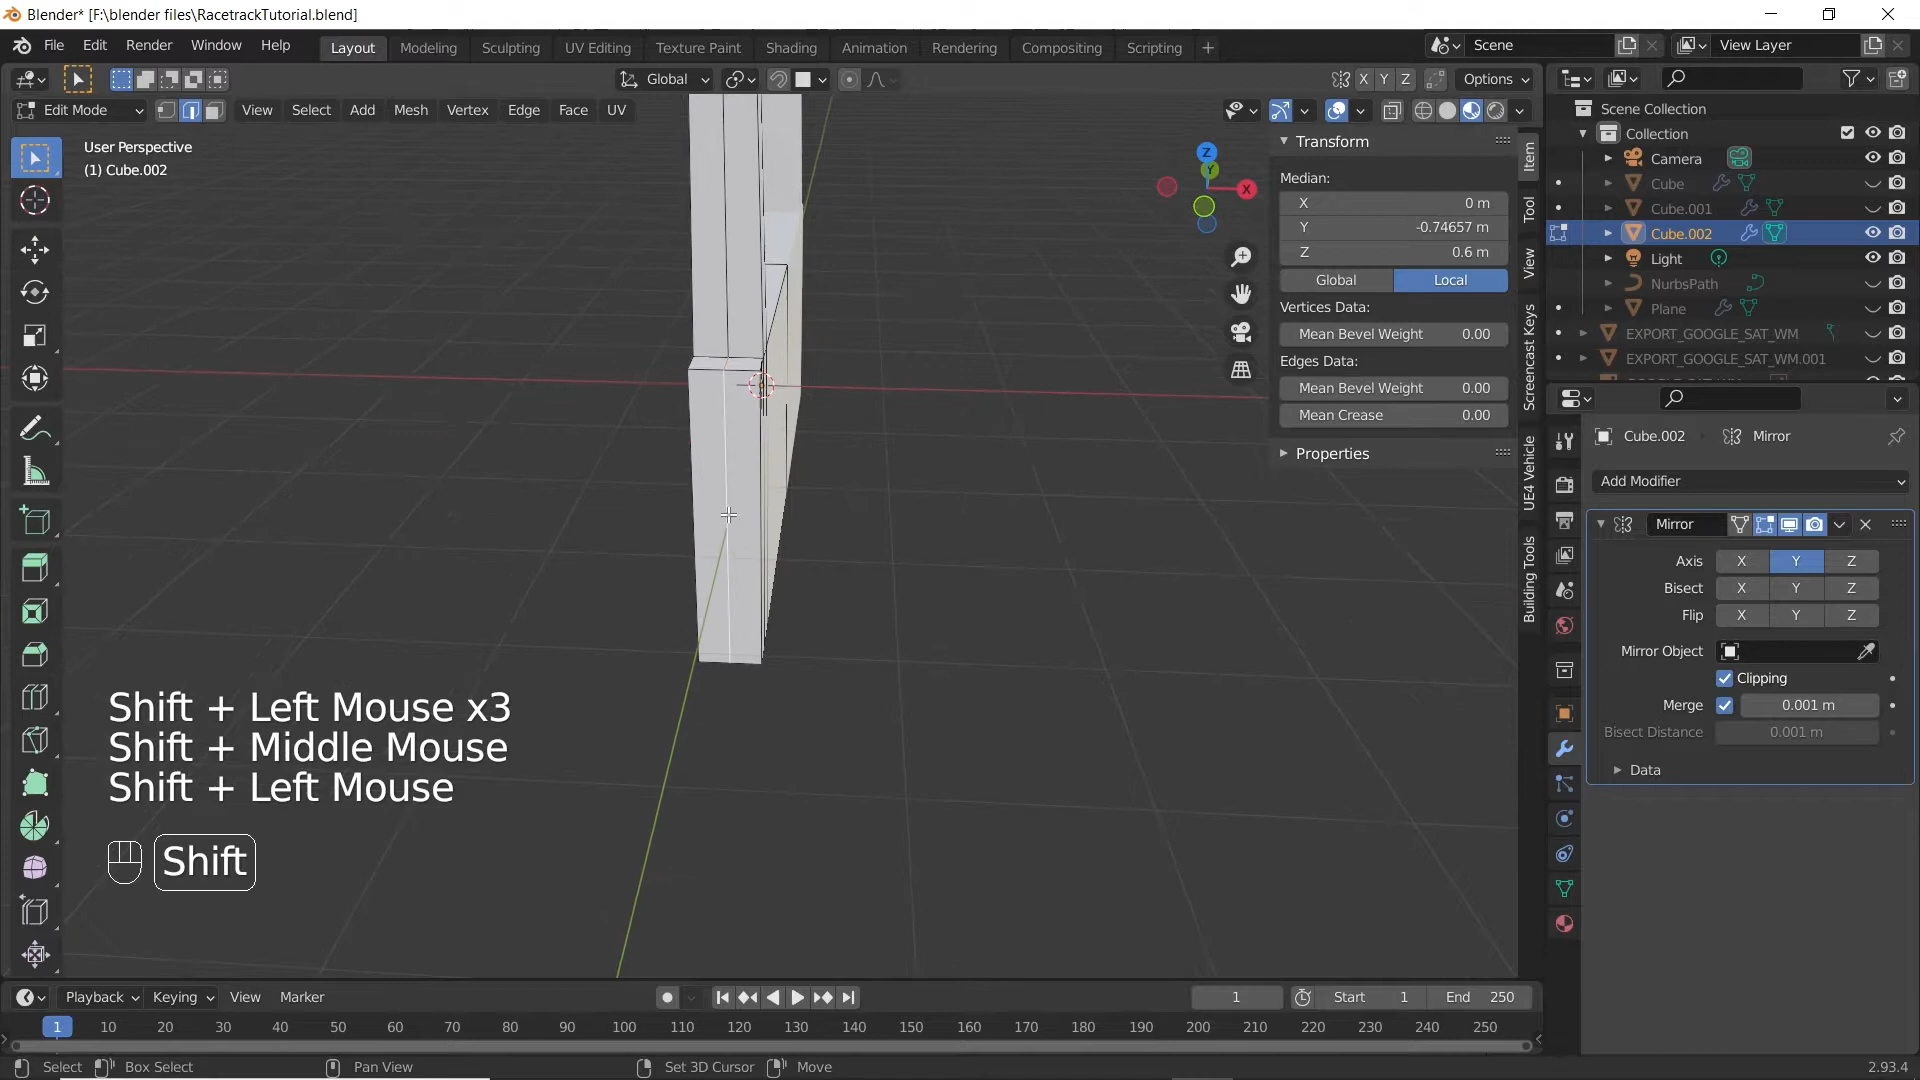 Blender* [F:\blender files\RacetrackTutorial.blend]
File Edit Render Window Help Layout Modeling Sculpting UV Editing Texture Paint Shading Animation Rendering Compositing Scripting + Scene View Layer
Global X Y Z Options
Edit Mode View Select Add Mesh Vertex Edge Face UV
User Perspective
(1) Cube.002
Z
Y
X
Transform
Median:
X 0 m
Y -0.74657 m
Z 0.6 m
Global Local
Vertices Data:
Mean Bevel Weight 0.00
Edges Data:
Mean Bevel Weight 0.00
Mean Crease 0.00
Properties
Item
Tool
View
Screencast Keys
UE4 Vehicle
Building Tools
Scene Collection
Collection
Camera
Cube
Cube.001
Cube.002
Light
NurbsPath
Plane
EXPORT_GOOGLE_SAT_WM
EXPORT_GOOGLE_SAT_WM.001
Cube.002 Mirror
Add Modifier
Mirror
Axis X Y Z
Bisect X Y Z
Flip X Y Z
Mirror Object
Clipping
Merge 0.001 m
Bisect Distance 0.001 m
Data
Shift + Left Mouse x3
Shift + Middle Mouse
Shift + Left Mouse
Shift
Playback Keying View Marker 1 Start 1 End 250
1 10 20 30 40 50 60 70 80 90 100 110 120 130 140 150 160 170 180 190 200 210 220 230 240 250
Select Box Select Pan View Set 3D Cursor Move 2.93.4